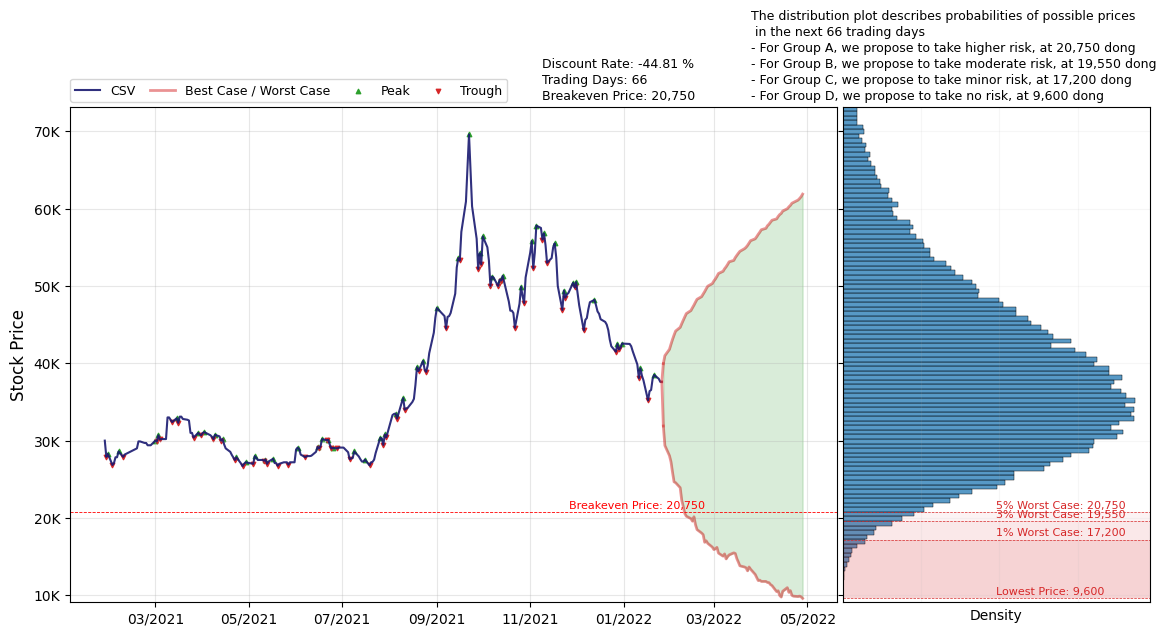 The distribution plot describes probabilities of possible prices
in the next 66 trading days
- For Group A, we propose to take higher risk, at 20,750 dong
- For Group B, we propose to take moderate risk, at 19,550 dong
- For Group C, we propose to take minor risk, at 17,200 dong
- For Group D, we propose to take no risk, at 9,600 dong
Discount Rate: -44.81 %
Trading Days: 66
Breakeven Price: 20,750
CSV
Best Case / Worst Case
Peak
Trough
Stock Price
70K
60K
50K
40K
30K
20K
10K
Breakeven Price: 20,750
03/2021
05/2021
07/2021
09/2021
11/2021
01/2022
03/2022
05/2022
5% Worst Case: 20,750
3% Worst Case: 19,550
1% Worst Case: 17,200
Lowest Price: 9,600
Density